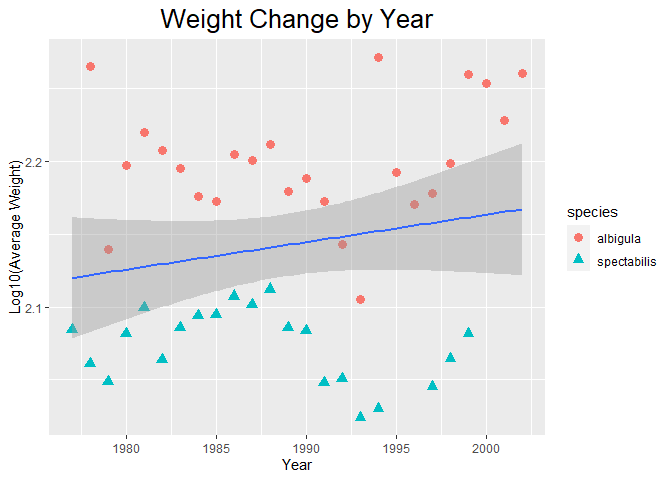 Weight Change by Year
Log10(Average Weight)
2.2
2.1
1980
1985
1990
1995
2000
Year
species
albigula
spectabilis